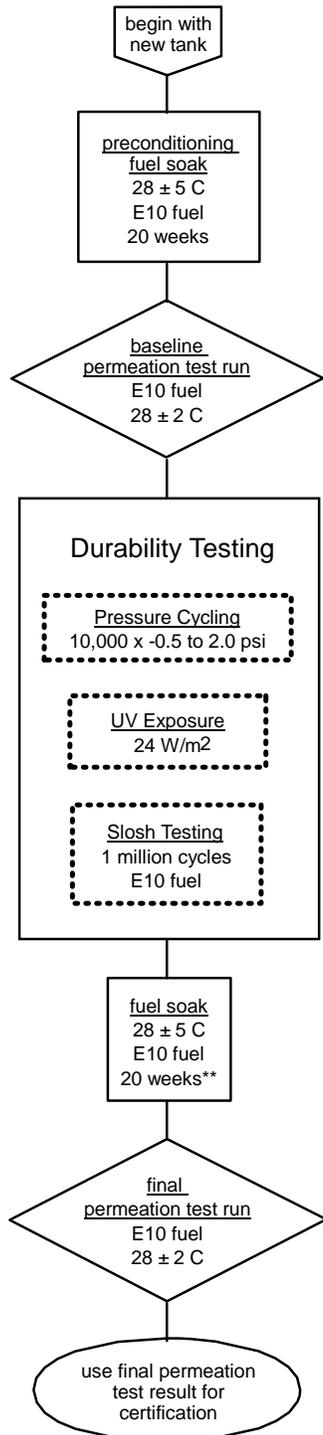 begin with
new tank
preconditioning
fuel soak
28 ± 5 C
E10 fuel
20 weeks
baseline
permeation test run
E10 fuel
28 ± 2 C
Durability Testing
Pressure Cycling
10,000 x -0.5 to 2.0 psi
UV Exposure
24 W/m2
Slosh Testing
1 million cycles
E10 fuel
fuel soak
28 ± 5 C
E10 fuel
20 weeks**
final
permeation test run
E10 fuel
28 ± 2 C
use final permeation
test result for
certification